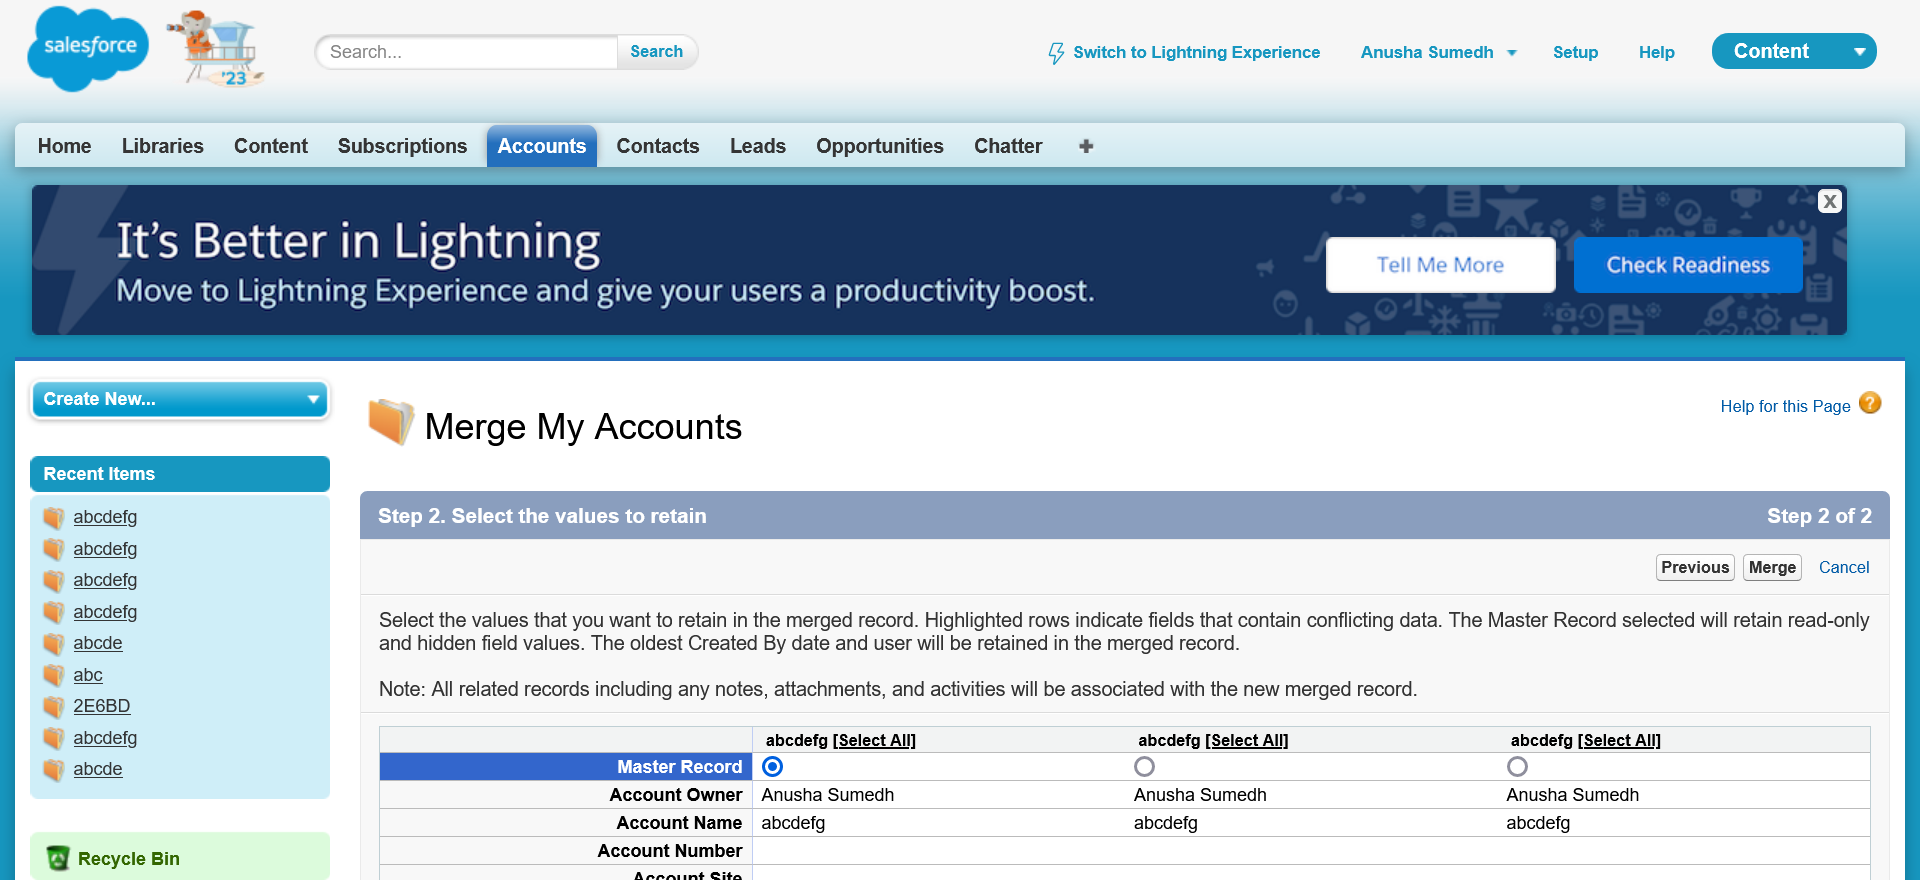 salesforce
'23
Search...
Search
Switch to Lightning Experience
Anusha Sumedh
Setup
Help
Content
Home
Libraries
Content
Subscriptions
Accounts
Contacts
Leads
Opportunities
Chatter
It's Better in Lightning
Move to Lightning Experience and give your users a productivity boost.
Tell Me More
Check Readiness
X
Create New...
Recent Items
abcdefg
abcdefg
abcdefg
abcdefg
abcde
abc
2E6BD
abcdefg
abcde
Recycle Bin
Merge My Accounts
Help for this Page
?
Step 2. Select the values to retain
Step 2 of 2
Previous
Merge
Cancel
Select the values that you want to retain in the merged record. Highlighted rows indicate fields that contain conflicting data. The Master Record selected will retain read-only
and hidden field values. The oldest Created By date and user will be retained in the merged record.
Note: All related records including any notes, attachments, and activities will be associated with the new merged record.
abcdefg [Select All] abcdefg [Select All] abcdefg [Select All]
Master Record
Account Owner Anusha Sumedh Anusha Sumedh Anusha Sumedh
Account Name abcdefg abcdefg abcdefg
Account Number
Account Site